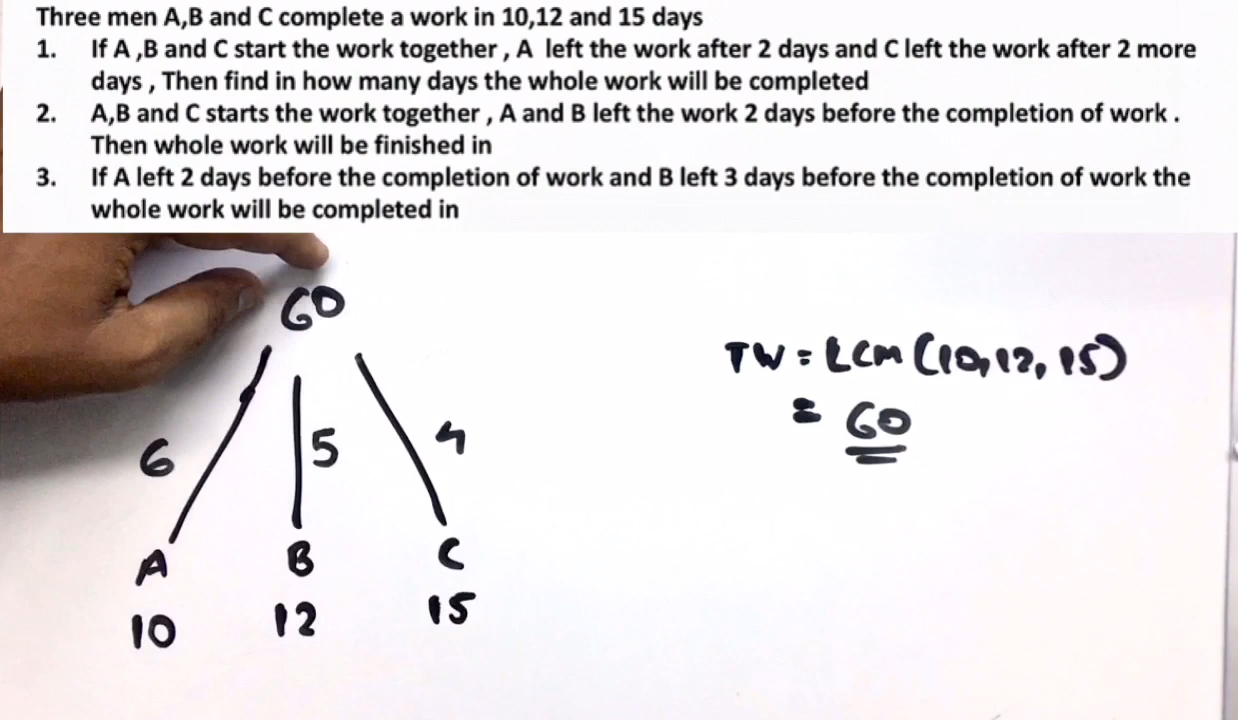 Three men A,B and C complete a work in 10,12 and 15 days
1. If A ,B and C start the work together , A left the work after 2 days and C left the work after 2 more
days , Then find in how many days the whole work will be completed
2. A,B and C starts the work together , A and B left the work 2 days before the completion of work .
Then whole work will be finished in
3. If A left 2 days before the completion of work and B left 3 days before the completion of work the
whole work will be completed in
60
TW = LCM (10, 12, 15)
= 60
6 5 4
A B C
10 12 15